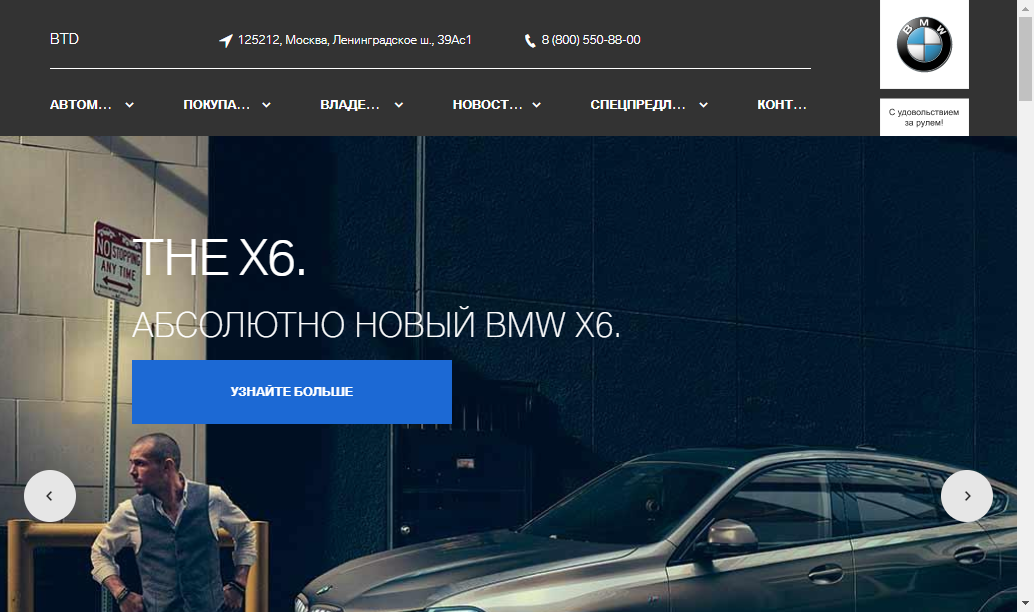 BTD
125212, Москва, Ленинградское ш., 39Ас1
8 (800) 550-88-00
BMW
С удовольствием
за рулем!
АВТОМ...
ПОКУПА...
ВЛАДЕ...
НОВОСТ...
СПЕЦПРЕДЛ...
КОНТ...
NO STOPPING
ANY TIME
THE X6.
АБСОЛЮТНО НОВЫЙ BMW X6.
УЗНАЙТЕ БОЛЬШЕ